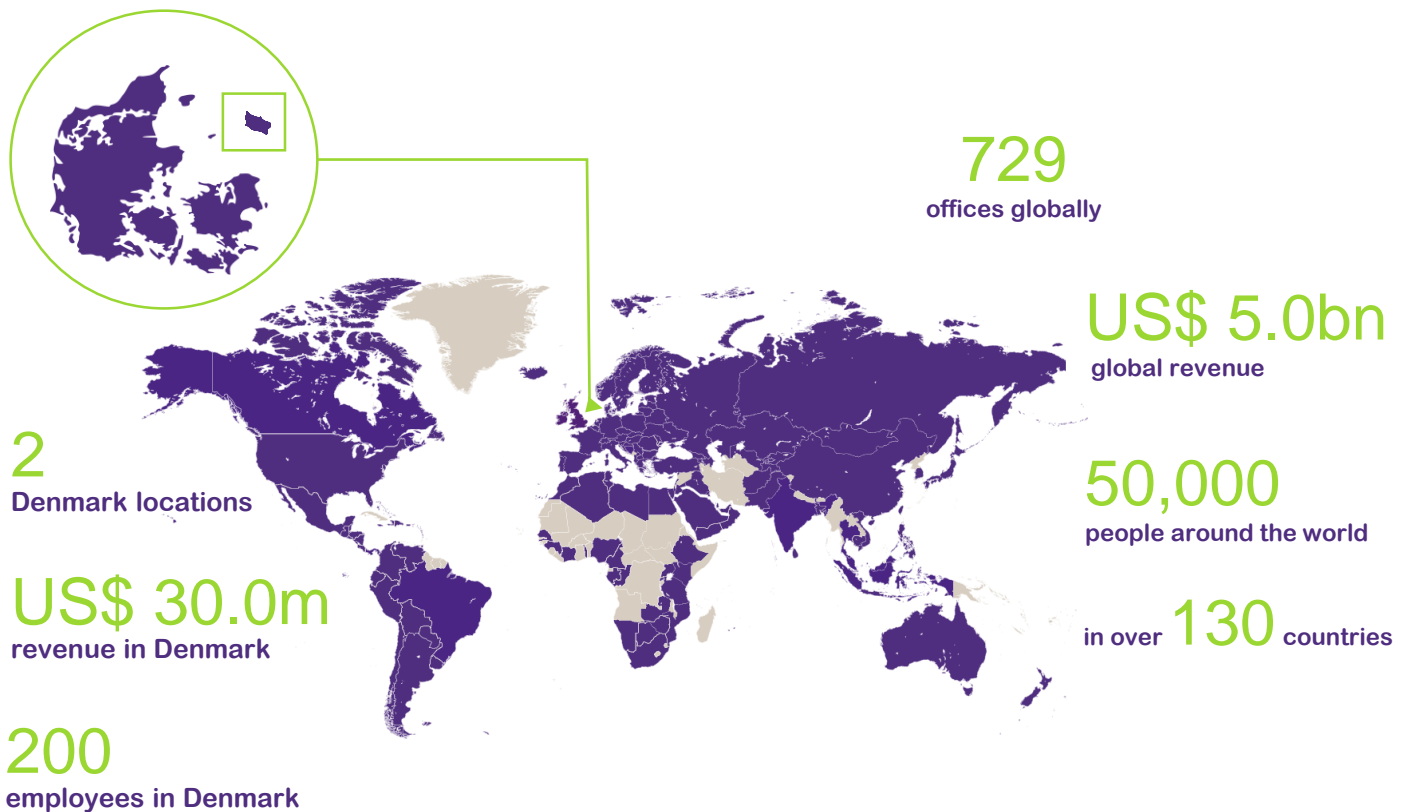 729
offices globally
US$ 5.0bn
global revenue
2
Denmark locations
50,000
people around the world
US$ 30.0m
revenue in Denmark
in over 130 countries
200
employees in Denmark